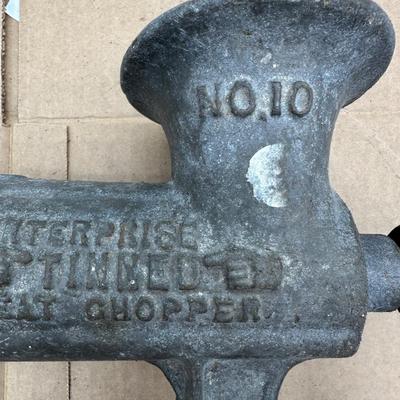 NO. 10
NTERPRISE
TINNED
EAT CHOPPER